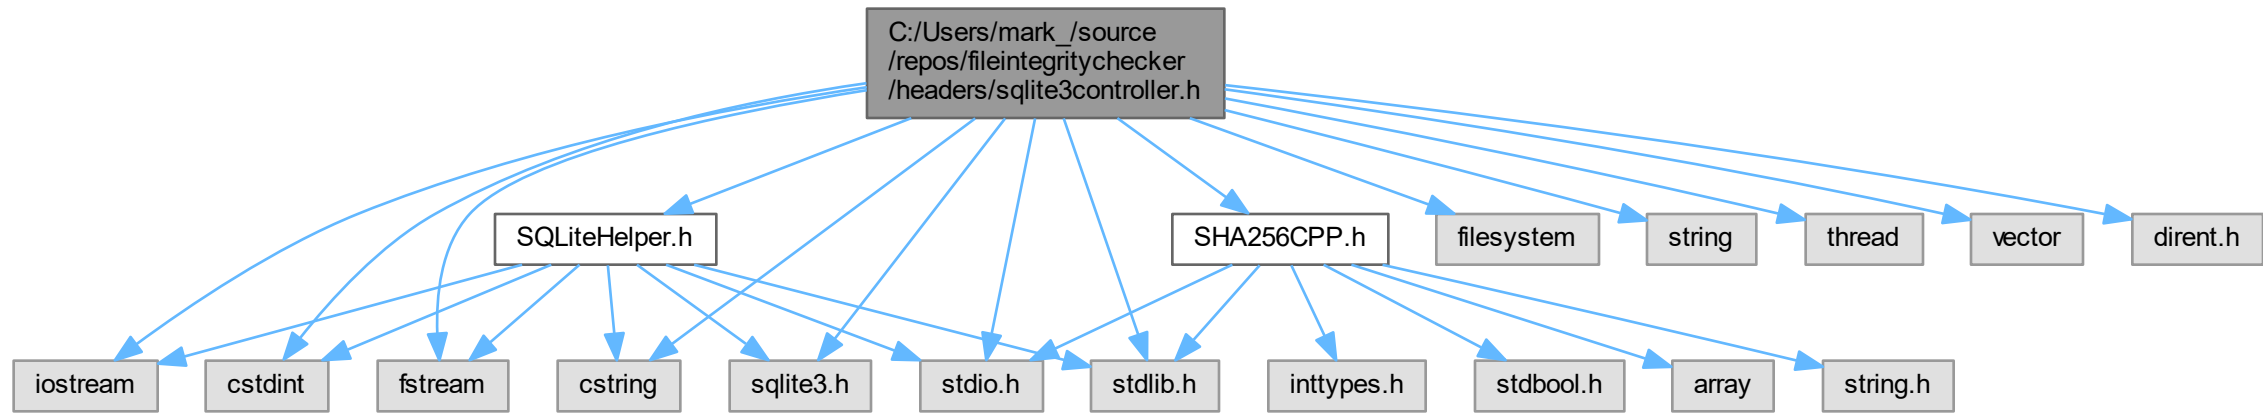 C:/Users/mark_/source
/repos/fileintegritychecker
/headers/sqlite3controller.h
SQLiteHelper.h
SHA256CPP.h
filesystem
string
thread
vector
dirent.h
iostream
cstdint
fstream
cstring
sqlite3.h
stdio.h
stdlib.h
inttypes.h
stdbool.h
array
string.h